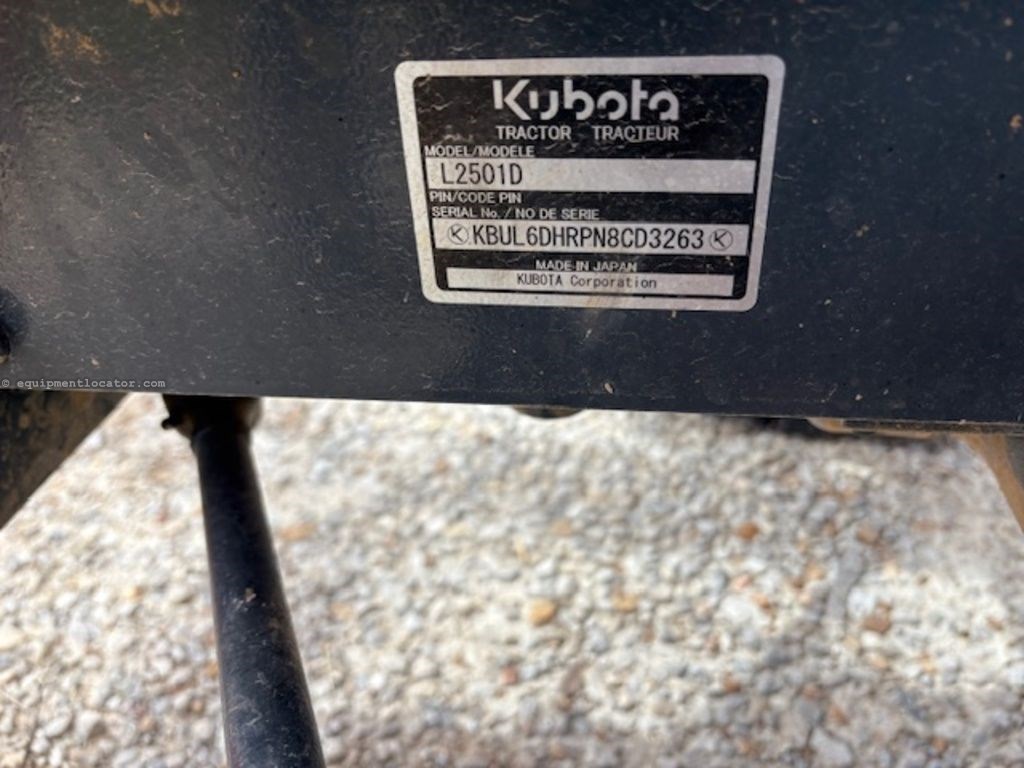 Kubota
TRACTOR TRACTEUR
MODEL/MODELE
L2501D
PIN/CODE PIN
SERIAL No. / NO DE SERIE
K KBUL6DHRPN8CD3263 K
MADE IN JAPAN
KUBOTA Corporation
© equipmentlocator.com